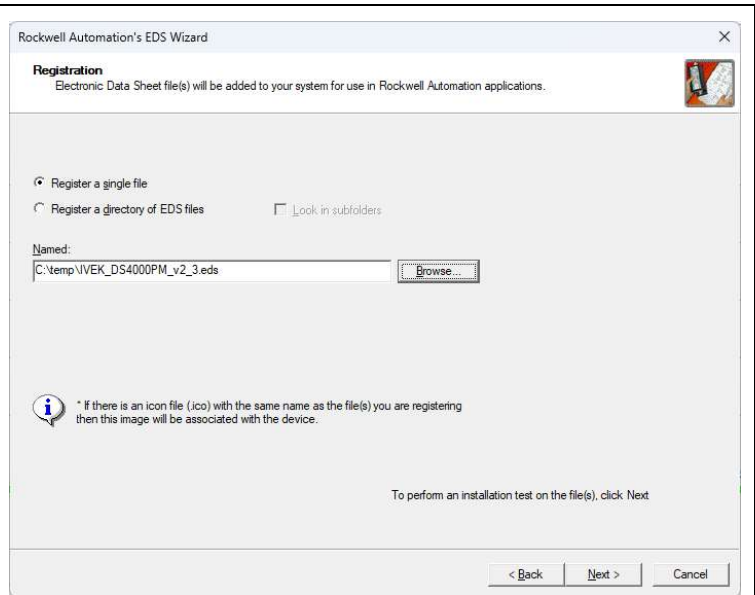 Rockwell Automation's EDS Wizard
Registration
Electronic Data Sheet file(s) will be added to your system for use in Rockwell Automation applications.
Register a single file
Register a directory of EDS files
Look in subfolders
Named:
C:\temp\IVEK_DS4000PM_v2_3.eds
Browse...
* If there is an icon file (.ico) with the same name as the file(s) you are registering
then this image will be associated with the device.
To perform an installation test on the file(s), click Next
< Back
Next >
Cancel